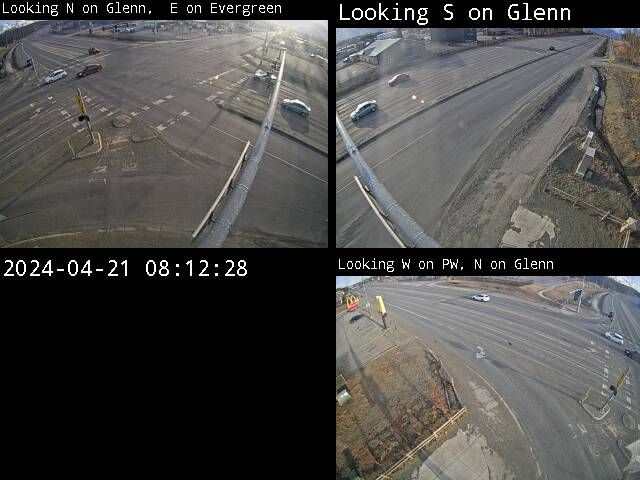 Looking N on Glenn,  E on Evergreen
Looking S on Glenn
2024-04-21 08:12:28
Looking W on PW, N on Glenn